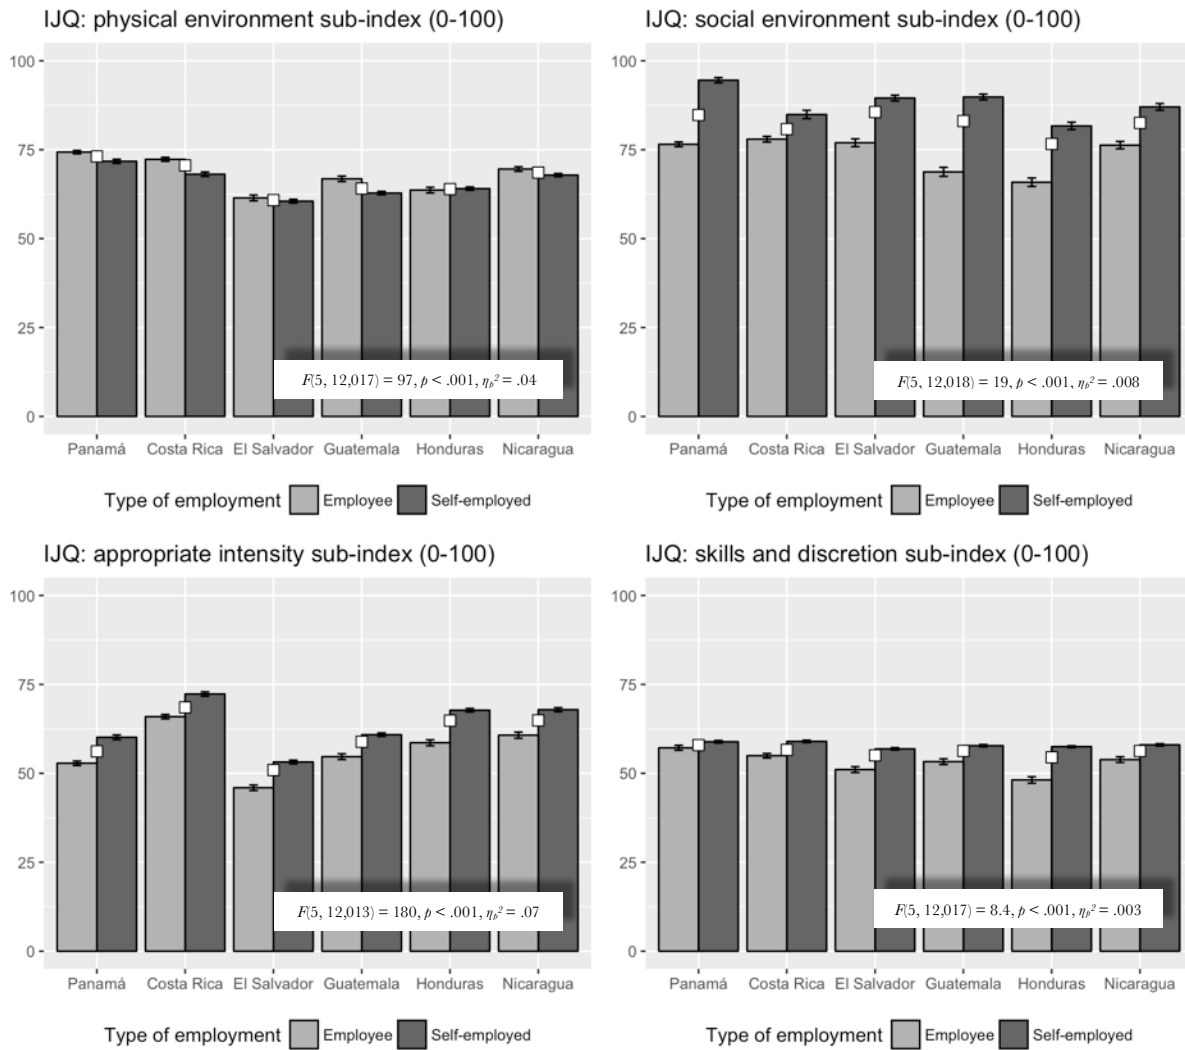 IJQ: physical environment sub-index (0-100)
100
75
50
25
0
F(5, 12,017) = 97, p < .001, ηp² = .04
Panamá Costa Rica El Salvador Guatemala Honduras Nicaragua
Type of employment Employee Self-employed
IJQ: social environment sub-index (0-100)
100
75
50
25
0
F(5, 12,018) = 19, p < .001, ηp² = .008
Panamá Costa Rica El Salvador Guatemala Honduras Nicaragua
Type of employment Employee Self-employed
IJQ: appropriate intensity sub-index (0-100)
100
75
50
25
0
F(5, 12,013) = 180, p < .001, ηp² = .07
Panamá Costa Rica El Salvador Guatemala Honduras Nicaragua
Type of employment Employee Self-employed
IJQ: skills and discretion sub-index (0-100)
100
75
50
25
0
F(5, 12,017) = 8.4, p < .001, ηp² = .003
Panamá Costa Rica El Salvador Guatemala Honduras Nicaragua
Type of employment Employee Self-employed